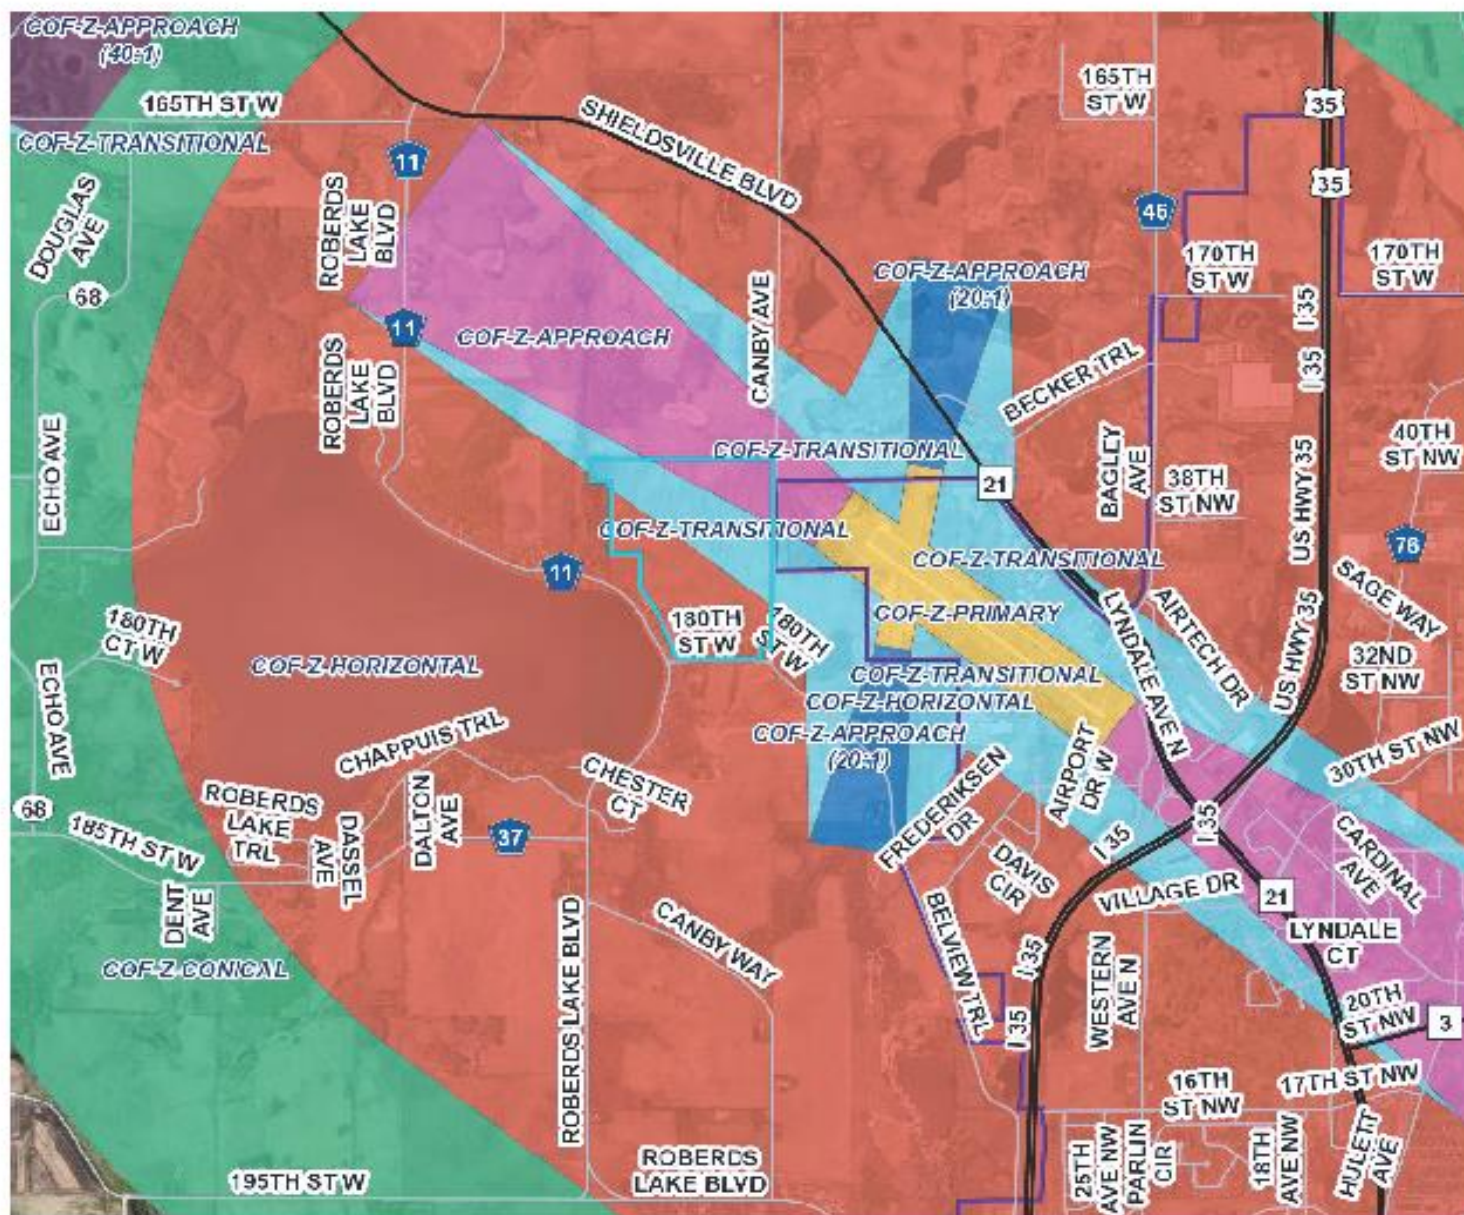 COF-Z-APPROACH
(40:1)
165TH ST W
COF-Z-TRANSITIONAL
DOUGLAS
AVE
68
ROBERDS
LAKE
BLVD
11
SHIELDSVILLE BLVD
165TH
ST W
35
35
46
170TH
ST W
170TH
ST W
COF-Z-APPROACH
(20:1)
CANBY AVE
11
COF-Z-APPROACH
ROBERDS
LAKE
BLVD
I 35
I 35
BECKER TRL
ECHO AVE
COF-Z-TRANSITIONAL
21
BAGLEY
AVE
38TH
ST NW
US HWY 35
40TH
ST NW
COF-Z-TRANSITIONAL
COF-Z-TRANSITIONAL
76
11
SAGE WAY
180TH
CT W
180TH
ST W
180TH
ST W
COF-Z-PRIMARY
LYNDALE AVE N
AIRTECH DR
US HWY 35
32ND
ST NW
COF-Z-HORIZONTAL
COF-Z-TRANSITIONAL
COF-Z-HORIZONTAL
COF-Z-APPROACH
(20:1)
ECHO AVE
CHAPPUIS TRL
CHESTER
CT
FREDERIKSEN
DR
AIRPORT
DR W
30TH ST NW
68
185TH ST W
ROBERDS
LAKE
TRL
DASSEL
AVE
DALTON
AVE
37
DAVIS
CIR
I 35
I 35
CARDINAL
AVE
VILLAGE DR
21
LYNDALE
CT
DENT
AVE
COF-Z-CONICAL
ROBERDS LAKE BLVD
CANBY WAY
BELVIEW TRL
I 35
I 35
WESTERN
AVE N
20TH
ST NW
3
16TH
ST NW
17TH ST NW
195TH ST W
ROBERDS
LAKE BLVD
25TH
AVE NW
PARLIN
CIR
18TH
AVE NW
HULETT
AVE